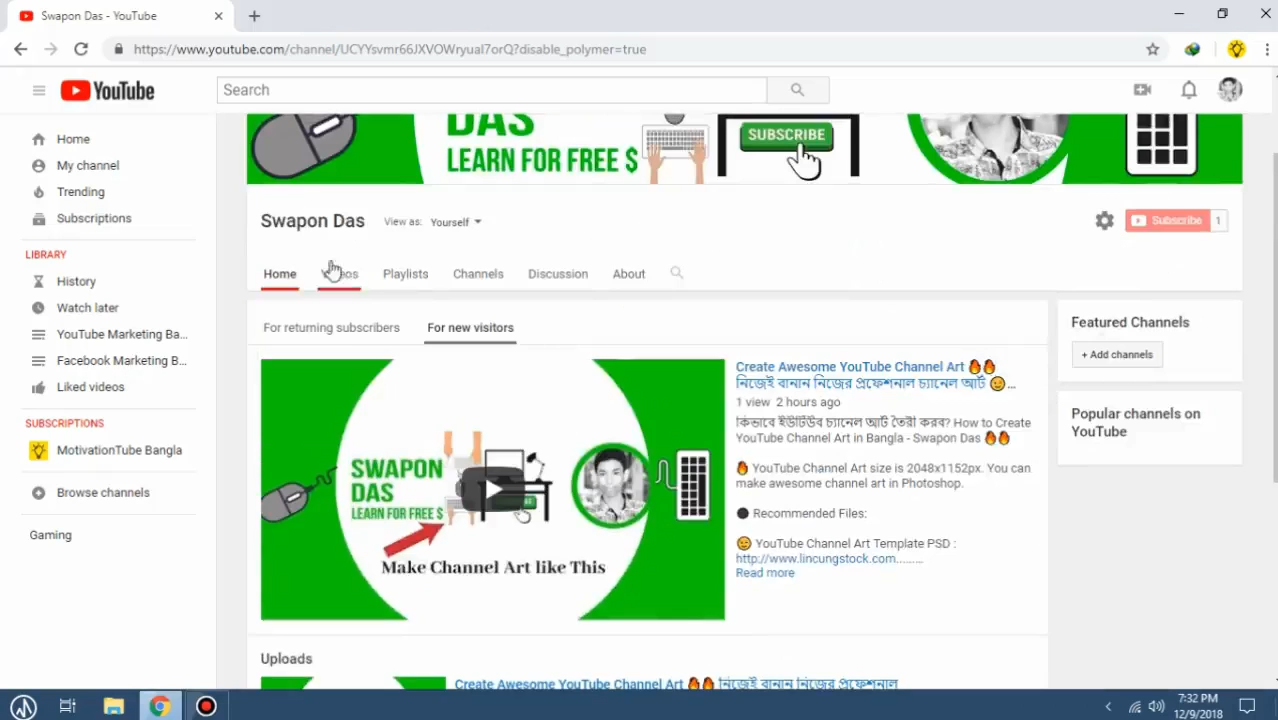 Swapon Das - YouTube
https://www.youtube.com/channel/UCYYsvmr66JXVOWryual7orQ?disable_polymer=true
YouTube
Search
Home
My channel
Trending
Subscriptions
LIBRARY
History
Watch later
YouTube Marketing Ba...
Facebook Marketing B...
Liked videos
SUBSCRIPTIONS
MotivationTube Bangla
Browse channels
Gaming
DAS
LEARN FOR FREE $
SUBSCRIBE
Swapon Das
View as: Yourself
Subscribe 1
Home
Playlists
Channels
Discussion
About
For returning subscribers
For new visitors
SWAPON
DAS
LEARN FOR FREE $
Make Channel Art like This
Create Awesome YouTube Channel Art
নিজেই বানান নিজের প্রফেশনাল চ্যানেল আর্ট ...
1 view 2 hours ago
কিভাবে ইউটিউব চ্যানেল আর্ট তৈরী করব? How to Create
YouTube Channel Art in Bangla - Swapon Das
YouTube Channel Art size is 2048x1152px. You can
make awesome channel art in Photoshop.
Recommended Files:
YouTube Channel Art Template PSD :
http://www.lincungstock.com.........
Read more
Featured Channels
+ Add channels
Popular channels on
YouTube
Uploads
Create Awesome YouTube Channel Art নিজেই বানান নিজের প্রফেশনাল
7:32 PM
12/9/2018